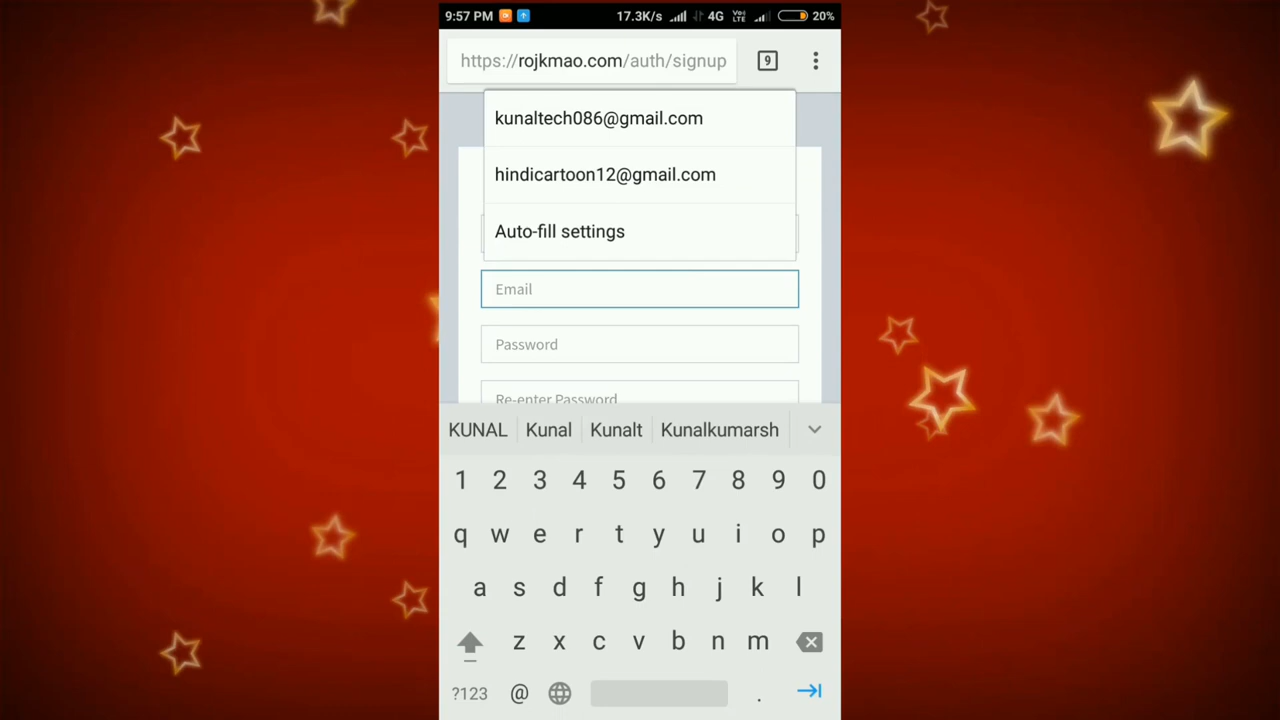 9:57 PM 17.3K/s 4G Vo) LTE 20%
https://rojkmao.com/auth/signup 9
kunaltech086@gmail.com
hindicartoon12@gmail.com
Auto-fill settings
Email
Password
Re-enter Password
KUNAL Kunal Kunalt Kunalkumarsh
1 2 3 4 5 6 7 8 9 0
q w e r t y u i o p
a s d f g h j k l
z x c v b n m
?123 @ .